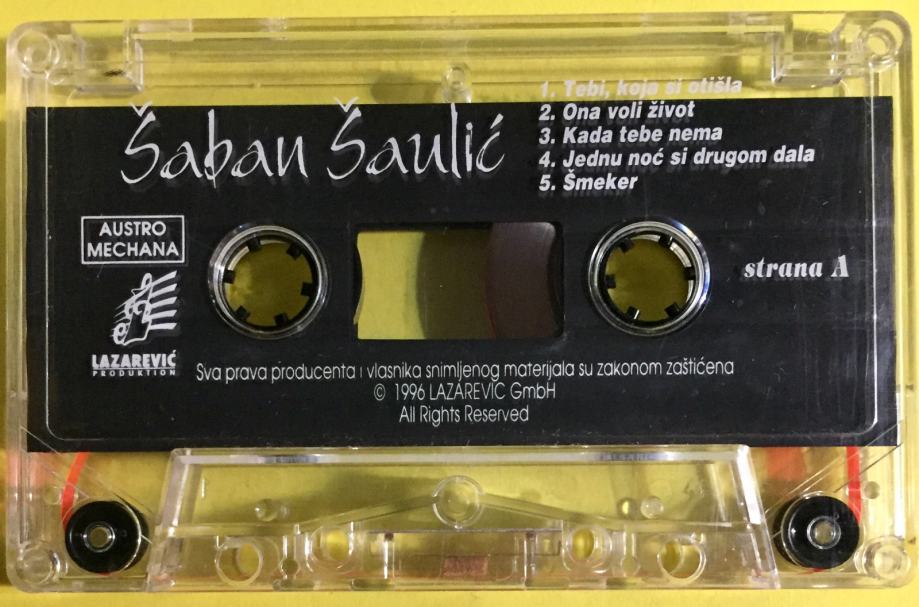 Šaban Šaulić
1. Tebi, koja si otišla
2. Ona voli život
3. Kada tebe nema
4. Jednu noć si drugom dala
5. Šmeker
AUSTRO
MECHANA
strana A
LAZAREVIĆ
PRODUKTION
Sva prava producenta i vlasnika snimljenog materijala su zakonom zaštićena
© 1996 LAZAREVIĆ GmbH
All Rights Reserved